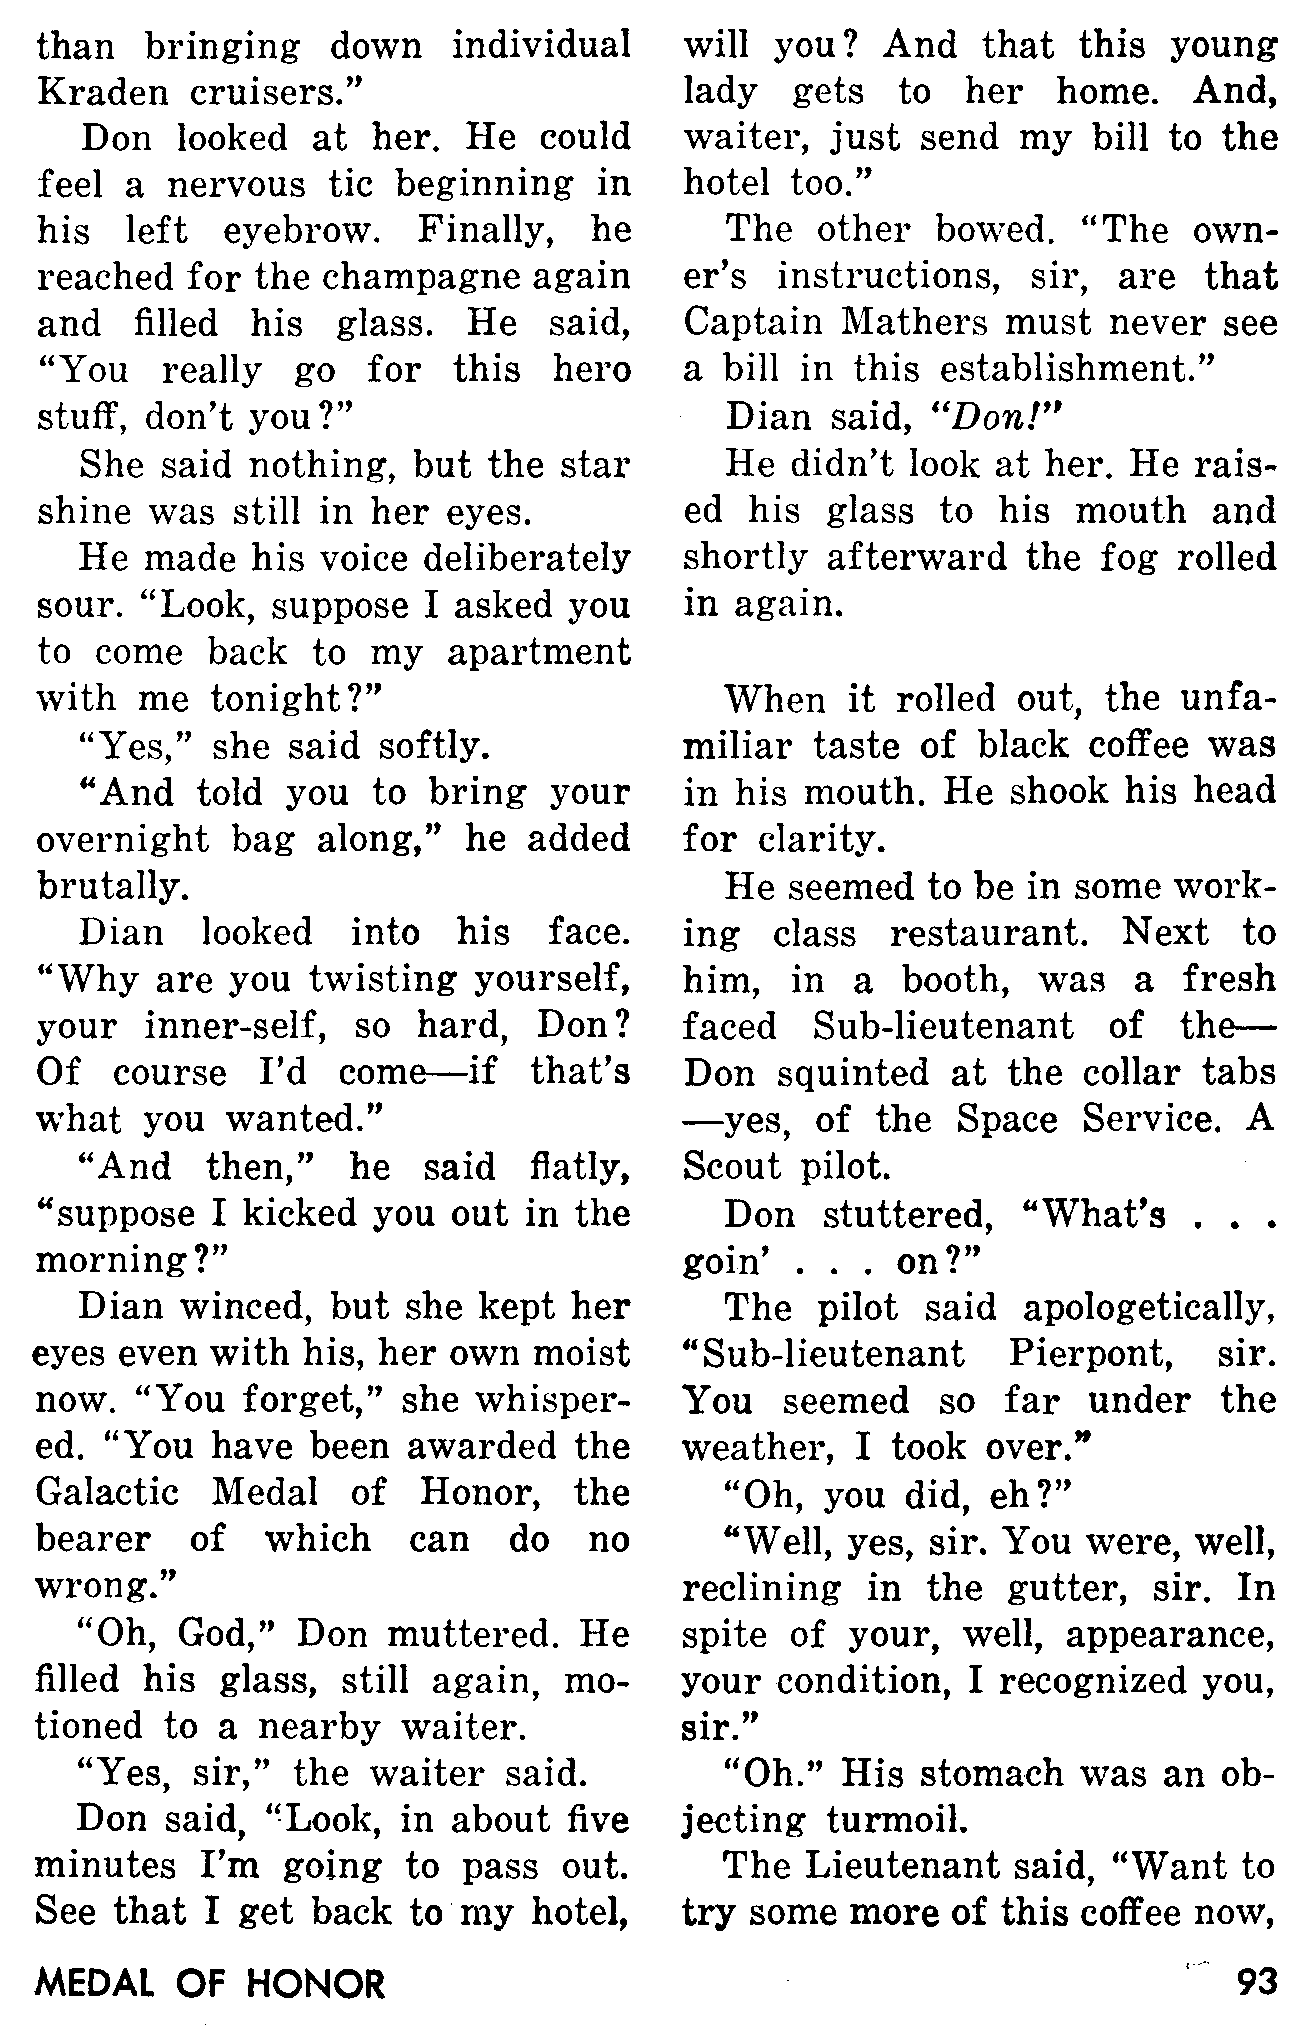 than bringing down individual
Kraden cruisers.”
Don looked at her. He could
feel a nervous tic beginning in
his left eyebrow. Finally, he
reached for the champagne again
and filled his glass. He said,
“You really go for this hero
stuff, don’t you?”
She said nothing, but the star
shine was still in her eyes.
He made his voice deliberately
sour. “Look, suppose I asked you
to come back to my apartment
with me tonight?”
“Yes,” she said softly.
“And told you to bring your
overnight bag along,” he added
brutally.
Dian looked into his face.
“Why are you twisting yourself,
your inner-self, so hard, Don?
Of course I’d come—if that’s
what you wanted.”
“And then,” he said flatly,
“suppose I kicked you out in the
morning?”
Dian winced, but she kept her
eyes even with his, her own moist
now. “You forget,” she whisper-
ed. “You have been awarded the
Galactic Medal of Honor, the
bearer of which can do no
wrong.”
“Oh, God,” Don muttered. He
filled his glass, still again, mo-
tioned to a nearby waiter.
“Yes, sir,” the waiter said.
Don said, “Look, in about five
minutes I’m going to pass out.
See that I get back to my hotel,
will you? And that this young
lady gets to her home. And,
waiter, just send my bill to the
hotel too.”
The other bowed. “The own-
er’s instructions, sir, are that
Captain Mathers must never see
a bill in this establishment.”
Dian said, “Don!”
He didn’t look at her. He rais-
ed his glass to his mouth and
shortly afterward the fog rolled
in again.
When it rolled out, the unfa-
miliar taste of black coffee was
in his mouth. He shook his head
for clarity.
He seemed to be in some work-
ing class restaurant. Next to
him, in a booth, was a fresh
faced Sub-lieutenant of the—
Don squinted at the collar tabs
—yes, of the Space Service. A
Scout pilot.
Don stuttered, “What’s . . .
goin’ . . . on?”
The pilot said apologetically,
“Sub-lieutenant Pierpont, sir.
You seemed so far under the
weather, I took over.”
“Oh, you did, eh?”
“Well, yes, sir. You were, well,
reclining in the gutter, sir. In
spite of your, well, appearance,
your condition, I recognized you,
sir.”
“Oh.” His stomach was an ob-
jecting turmoil.
The Lieutenant said, “Want to
try some more of this coffee now,
MEDAL OF HONOR 93